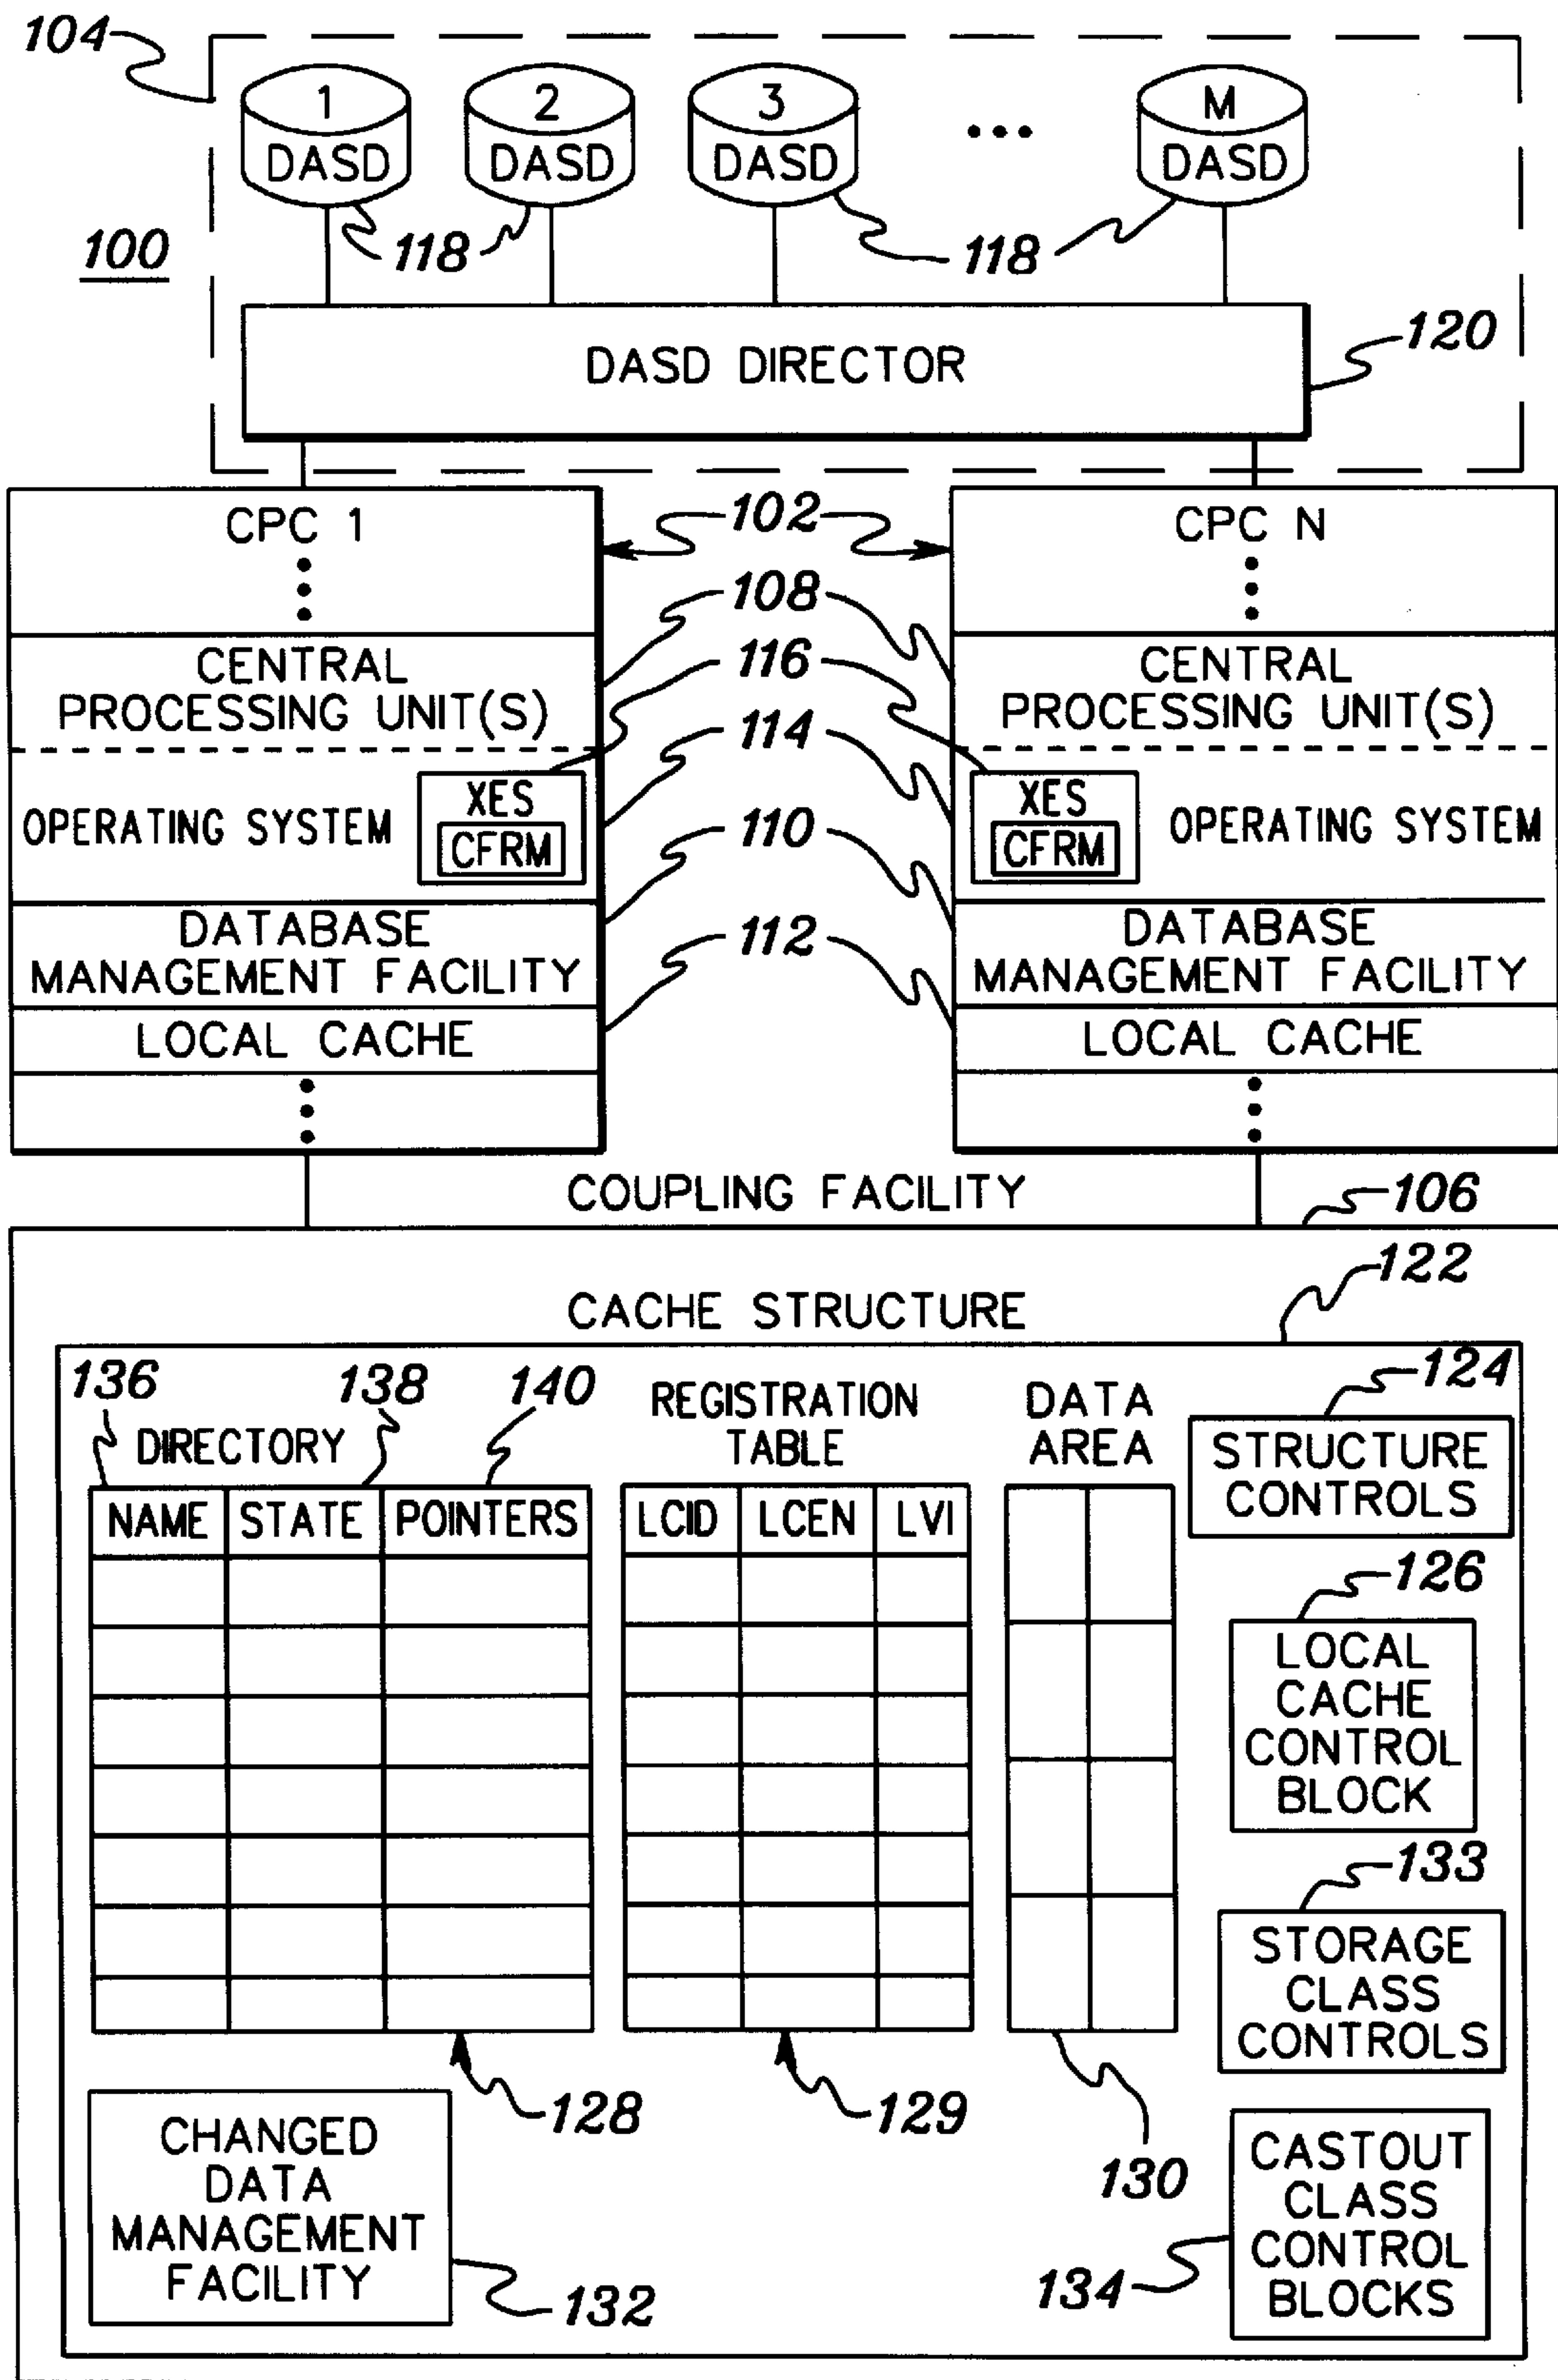 104
1
DASD
2
DASD
3
DASD
•••
M
DASD
118
118
100
DASD DIRECTOR
120
CPC 1
102
CPC N
108
CENTRAL
PROCESSING UNIT(S)
116
CENTRAL
PROCESSING UNIT(S)
114
OPERATING SYSTEM
XES
CFRM
XES
CFRM
OPERATING SYSTEM
110
DATABASE
MANAGEMENT FACILITY
112
DATABASE
MANAGEMENT FACILITY
LOCAL CACHE
LOCAL CACHE
COUPLING FACILITY
106
122
CACHE STRUCTURE
136
138
140
DIRECTORY
REGISTRATION
TABLE
DATA
AREA
124
STRUCTURE
CONTROLS
NAME
STATE
POINTERS
LCID
LCEN
LVI
126
LOCAL
CACHE
CONTROL
BLOCK
133
STORAGE
CLASS
CONTROLS
128
129
130
CHANGED
DATA
MANAGEMENT
FACILITY
132
134
CASTOUT
CLASS
CONTROL
BLOCKS